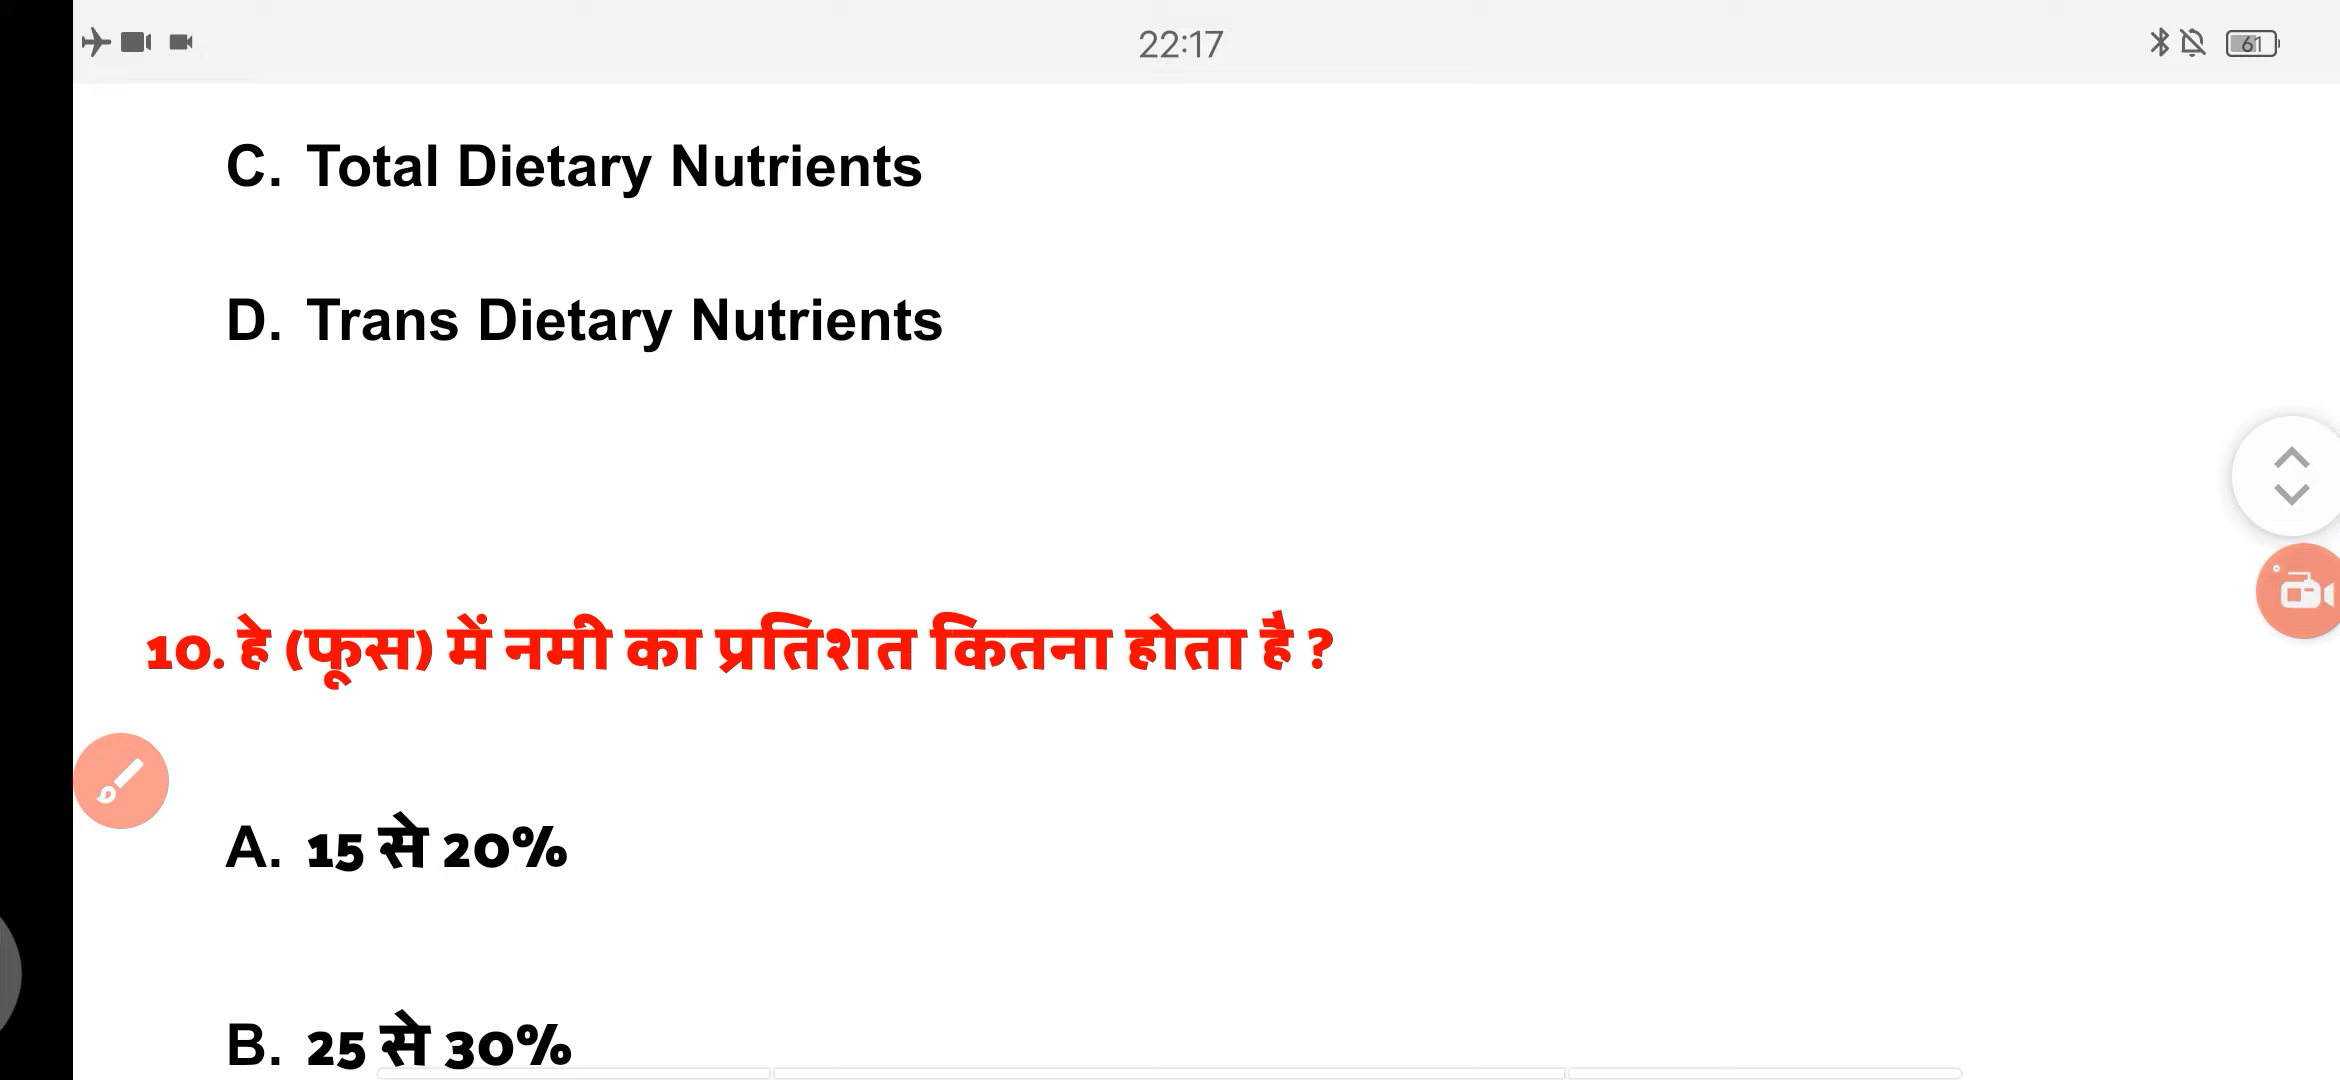 22:17
61
C. Total Dietary Nutrients
D. Trans Dietary Nutrients
10. हे (फूस) में नमी का प्रतिशत कितना होता है ?
A. 15 से 20%
B. 25 से 30%